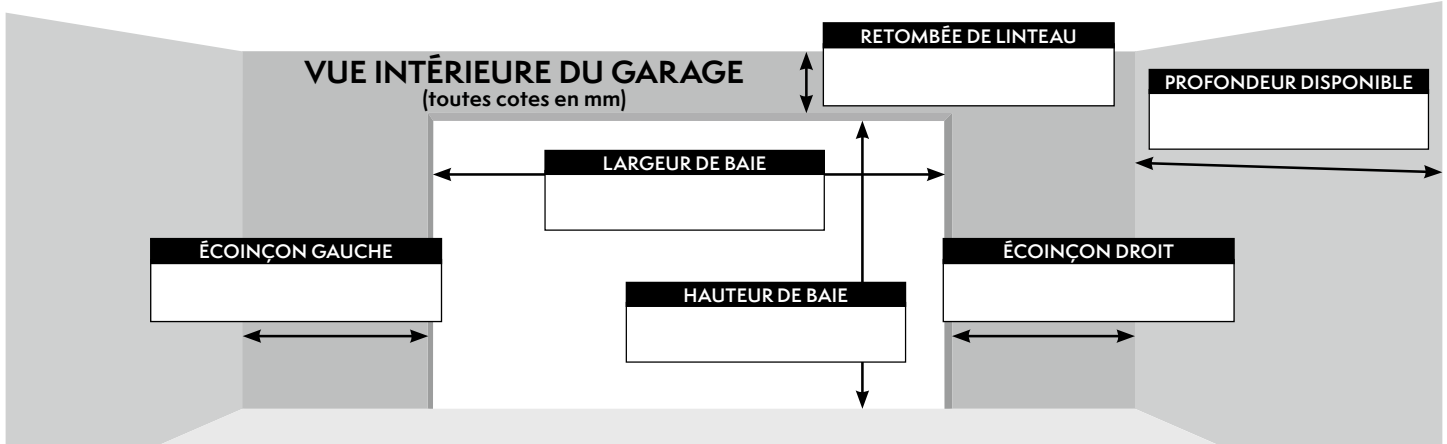 RETOMBÉE DE LINTEAU
VUE INTÉRIEURE DU GARAGE
(toutes cotes en mm)
PROFONDEUR DISPONIBLE
LARGEUR DE BAIE
ÉCOINÇON GAUCHE
ÉCOINÇON DROIT
HAUTEUR DE BAIE